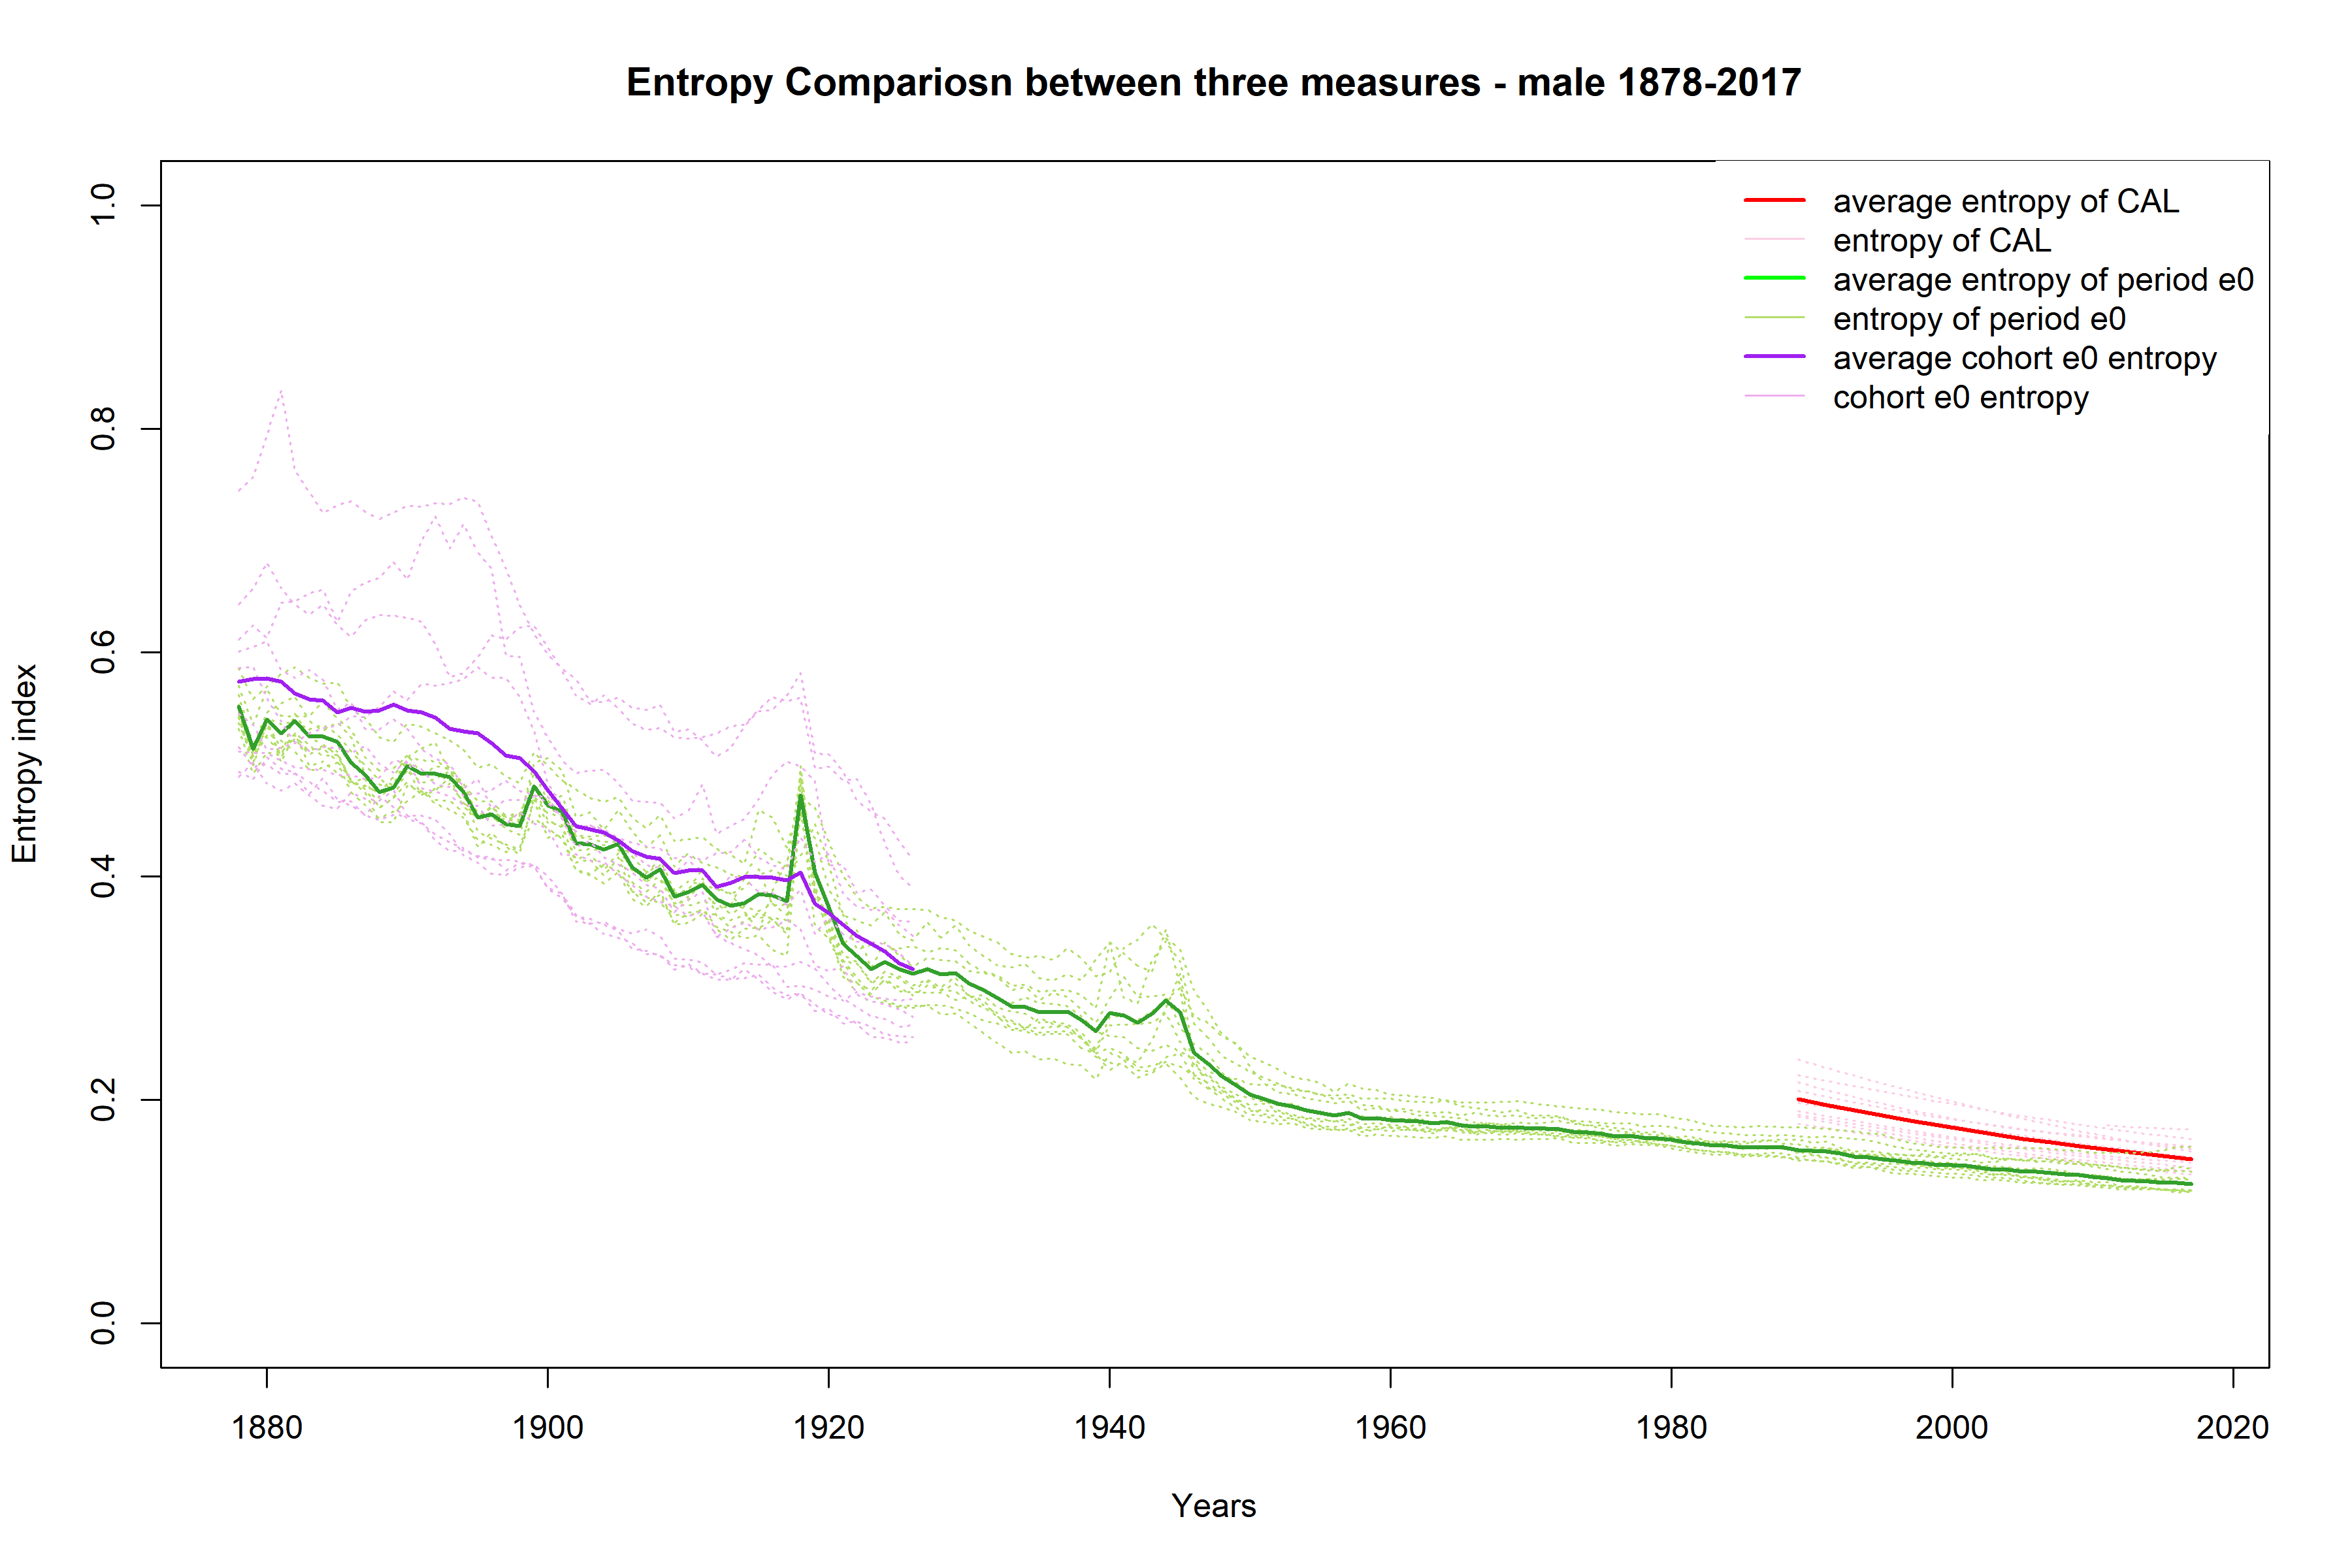 Entropy Compariosn between three measures - male 1878-2017
average entropy of CAL
entropy of CAL
average entropy of period e0
entropy of period e0
average cohort e0 entropy
cohort e0 entropy
Entropy index
1.0
0.8
0.6
0.4
0.2
0.0
1880 1900 1920 1940 1960 1980 2000 2020
Years